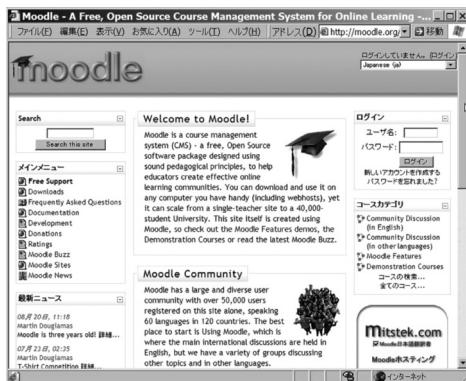 Moodle - A Free, Open Source Course Management System for Online Learning - ...
ファイル(F) 編集(E) 表示(V) お気に入り(A) ツール(T) ヘルプ(H) アドレス(D) http://moodle.org/ 移動
moodle
ログインしていません。(ログイン)
Japanese (ja)
Search
Search this site
メインメニュー
Free Support
Downloads
Frequently Asked Questions
Documentation
Development
Donations
Ratings
Moodle Buzz
Moodle Sites
Moodle News
最新ニュース
08月 20日, 11:18
Martin Dougiamas
Moodle is three years old! 詳細...
07月 23日, 02:35
Martin Dougiamas
T-Shirt Competition 詳細...
Welcome to Moodle!
Moodle is a course management
system (CMS) - a free, Open Source
software package designed using
sound pedagogical principles, to help
educators create effective online
learning communities. You can download and use it on
any computer you have handy (including webhosts), yet
it can scale from a single-teacher site to a 40,000-
student University. This site itself is created using
Moodle, so check out the Moodle Features demos, the
Demonstration Courses or read the latest Moodle Buzz.
Moodle Community
Moodle has a large and diverse user
community with over 50,000 users
registered on this site alone, speaking
60 languages in 120 countries. The best
place to start is Using Moodle, which is
where the main international discussions are held in
English, but we have a variety of groups discussing
other topics and in other languages.
ログイン
ユーザ名:
パスワード:
ログイン
新しいアカウントを作成する
パスワードを忘れました?
コースカテゴリ
Community Discussion
(in English)
Community Discussion
(in other languages)
Moodle Features
Demonstration Courses
コースの検索...
全てのコース...
Mitstek.com
Moodle日本語翻訳者
Moodleホスティング
インターネット